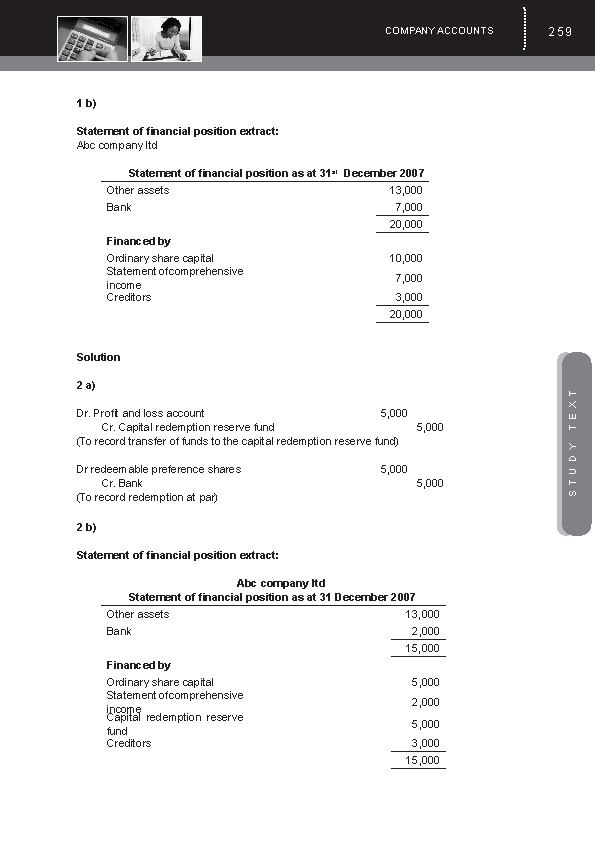 COMPANY ACCOUNTS 259
1 b)
Statement of financial position extract:
Abc company ltd
Statement of financial position as at 31st December 2007
Other assets 13,000
Bank 7,000
20,000
Financed by
Ordinary share capital 10,000
Statement of comprehensive
income 7,000
Creditors 3,000
20,000
Solution
2 a)
Dr. Profit and loss account 5,000
Cr. Capital redemption reserve fund 5,000
(To record transfer of funds to the capital redemption reserve fund)
Dr redeemable preference shares 5,000
Cr. Bank 5,000
(To record redemption at par)
2 b)
Statement of financial position extract:
Abc company ltd
Statement of financial position as at 31 December 2007
Other assets 13,000
Bank 2,000
15,000
Financed by
Ordinary share capital 5,000
Statement of comprehensive
income 2,000
Capital redemption reserve
fund 5,000
Creditors 3,000
15,000
STUDY TEXT